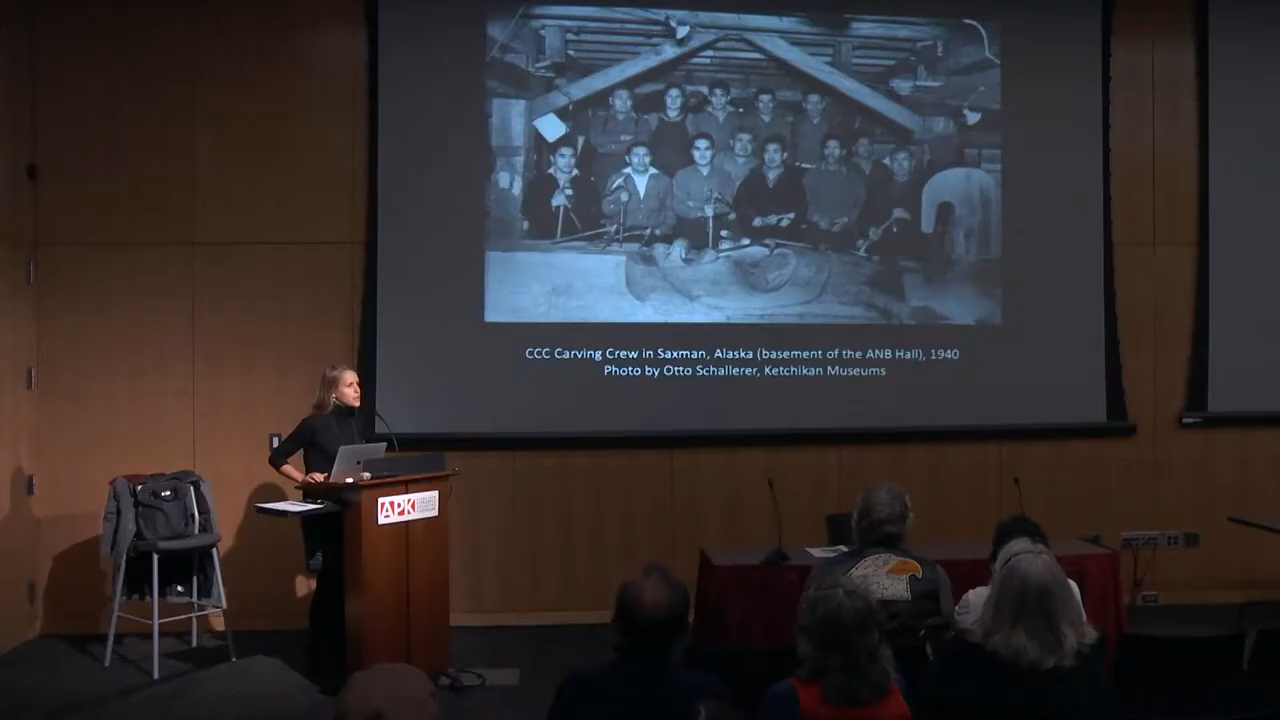 CCC Carving Crew in Saxman, Alaska (basement of the ANB Hall), 1940
Photo by Otto Schallerer, Ketchikan Museums
APK